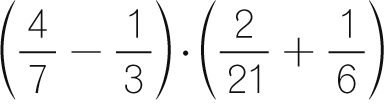 (4/7 − 1/3) · (2/21 + 1/6)